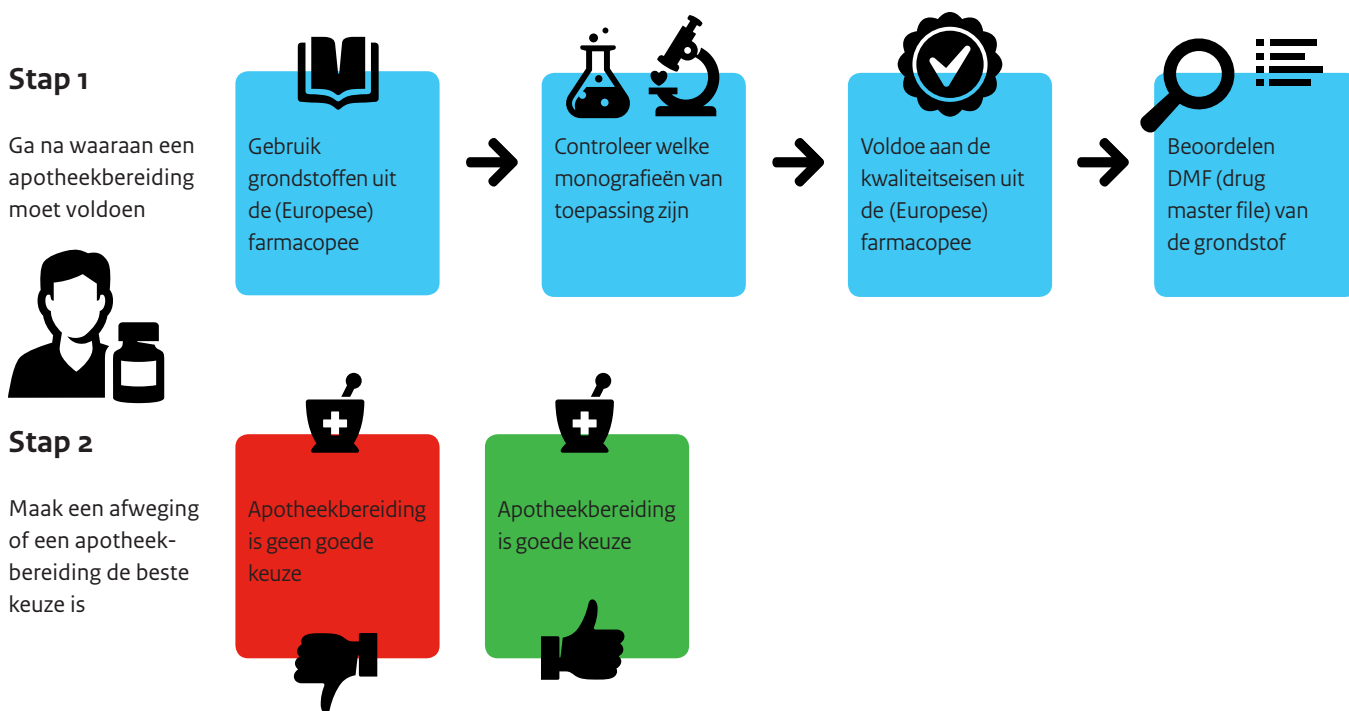 Stap 1
Ga na waaraan een
apotheekbereiding
moet voldoen
Gebruik
grondstoffen uit
de (Europese)
farmacopee
Controleer welke
monografieën van
toepassing zijn
Voldoe aan de
kwaliteitseisen uit
de (Europese)
farmacopee
Beoordelen
DMF (drug
master file) van
de grondstof
Stap 2
Maak een afweging
of een apotheek-
bereiding de beste
keuze is
Apotheekbereiding
is geen goede
keuze
Apotheekbereiding
is goede keuze